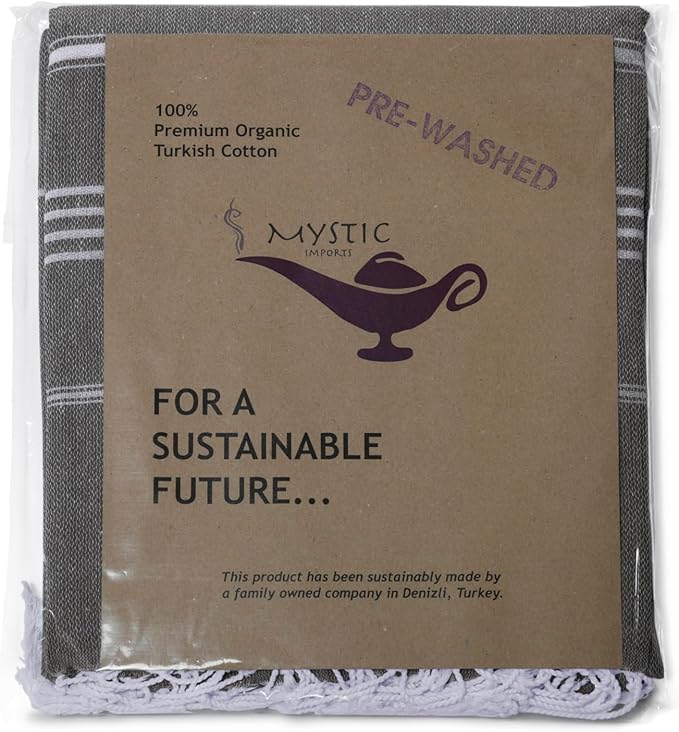 100%
Premium Organic
Turkish Cotton
PRE-WASHED
MYSTIC
IMPORTS
FOR A
SUSTAINABLE
FUTURE...
This product has been sustainably made by
a family owned company in Denizli, Turkey.